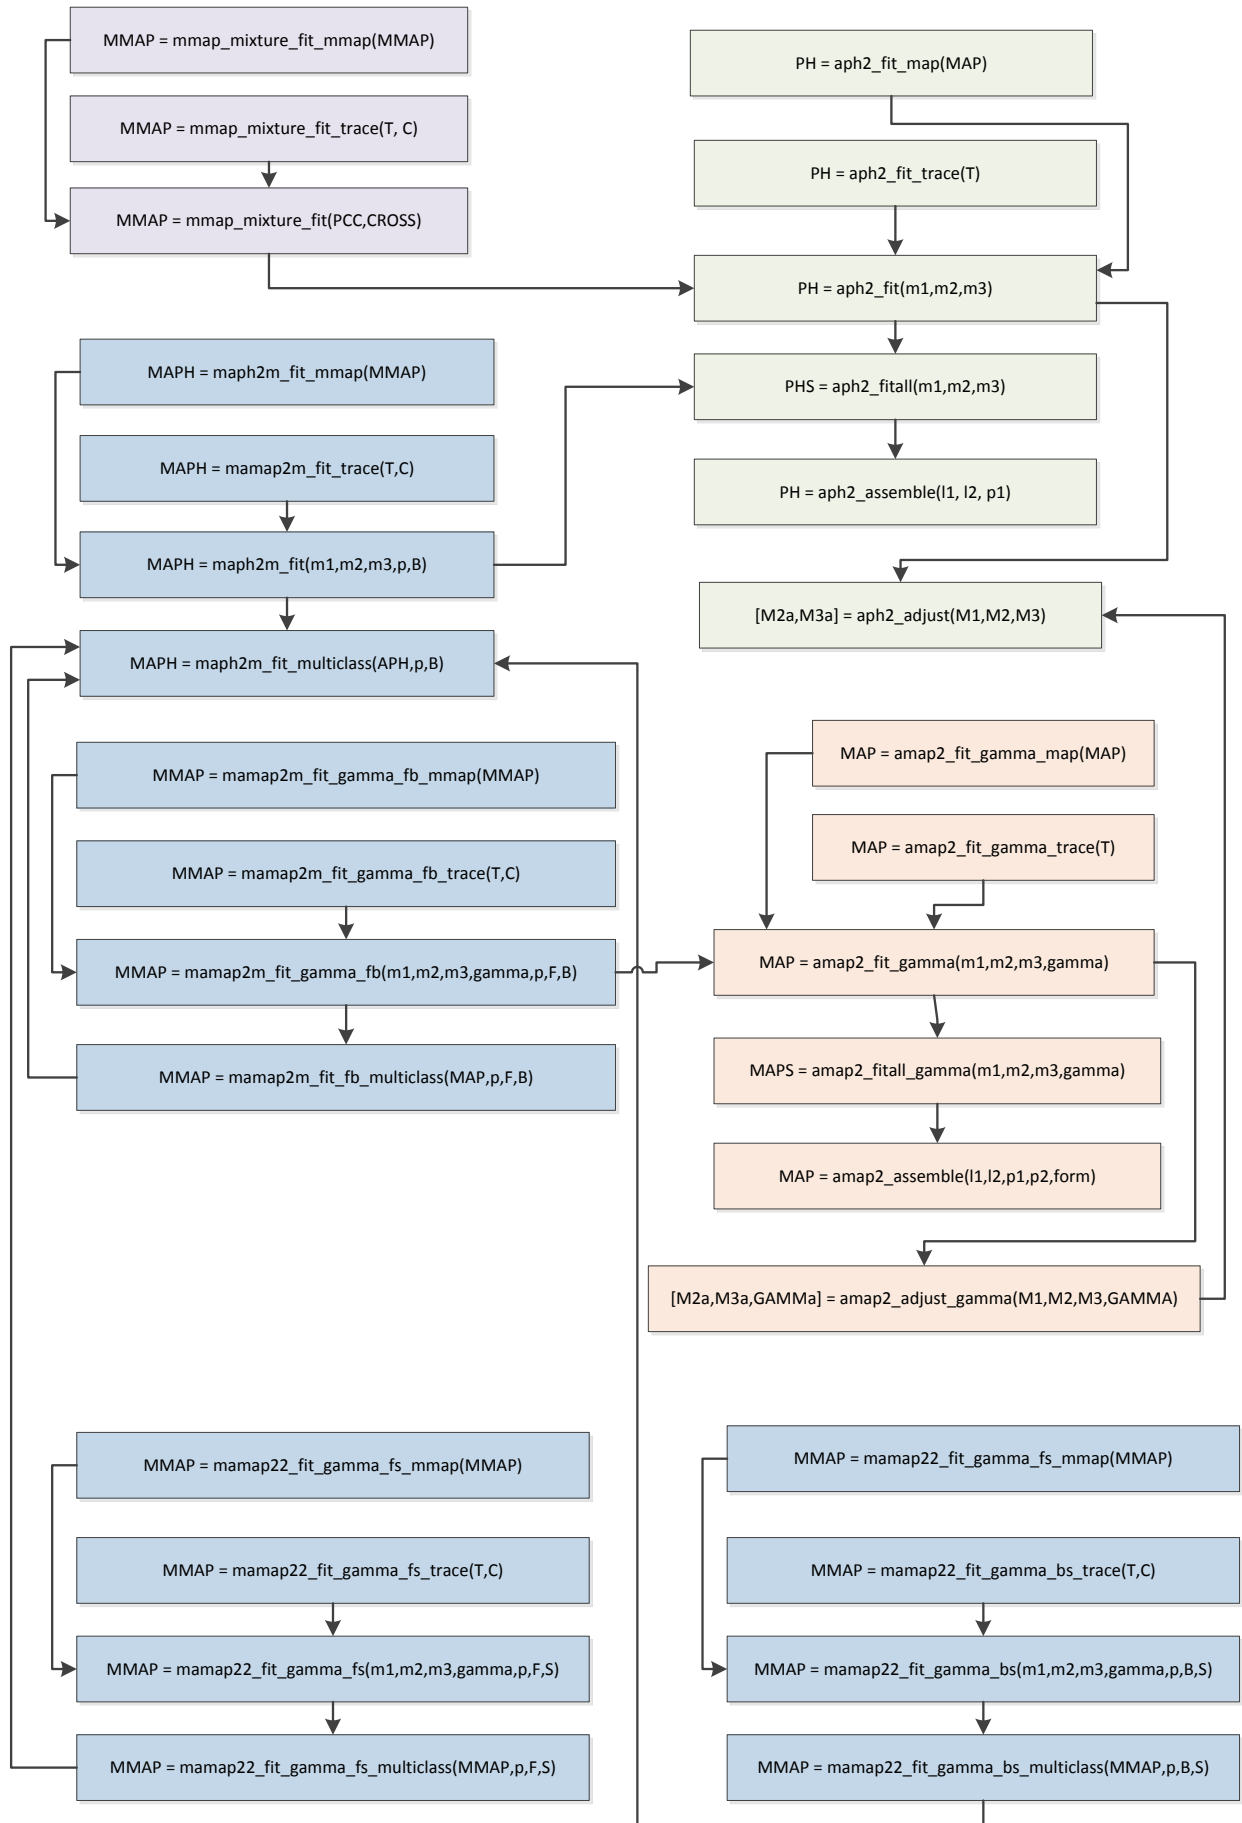 MMAP = mmap_mixture_fit_mmap(MMAP)
MMAP = mmap_mixture_fit_trace(T, C)
MMAP = mmap_mixture_fit(PCC,CROSS)
PH = aph2_fit_map(MAP)
PH = aph2_fit_trace(T)
PH = aph2_fit(m1,m2,m3)
PHS = aph2_fitall(m1,m2,m3)
PH = aph2_assemble(l1, l2, p1)
[M2a,M3a] = aph2_adjust(M1,M2,M3)
MAPH = maph2m_fit_mmap(MMAP)
MAPH = mamap2m_fit_trace(T,C)
MAPH = maph2m_fit(m1,m2,m3,p,B)
MAPH = maph2m_fit_multiclass(APH,p,B)
MMAP = mamap2m_fit_gamma_fb_mmap(MMAP)
MMAP = mamap2m_fit_gamma_fb_trace(T,C)
MMAP = mamap2m_fit_gamma_fb(m1,m2,m3,gamma,p,F,B)
MMAP = mamap2m_fit_fb_multiclass(MAP,p,F,B)
MAP = amap2_fit_gamma_map(MAP)
MAP = amap2_fit_gamma_trace(T)
MAP = amap2_fit_gamma(m1,m2,m3,gamma)
MAPS = amap2_fitall_gamma(m1,m2,m3,gamma)
MAP = amap2_assemble(l1,l2,p1,p2,form)
[M2a,M3a,GAMMa] = amap2_adjust_gamma(M1,M2,M3,GAMMA)
MMAP = mamap22_fit_gamma_fs_mmap(MMAP)
MMAP = mamap22_fit_gamma_fs_trace(T,C)
MMAP = mamap22_fit_gamma_fs(m1,m2,m3,gamma,p,F,S)
MMAP = mamap22_fit_gamma_fs_multiclass(MMAP,p,F,S)
MMAP = mamap22_fit_gamma_fs_mmap(MMAP)
MMAP = mamap22_fit_gamma_bs_trace(T,C)
MMAP = mamap22_fit_gamma_bs(m1,m2,m3,gamma,p,B,S)
MMAP = mamap22_fit_gamma_bs_multiclass(MMAP,p,B,S)